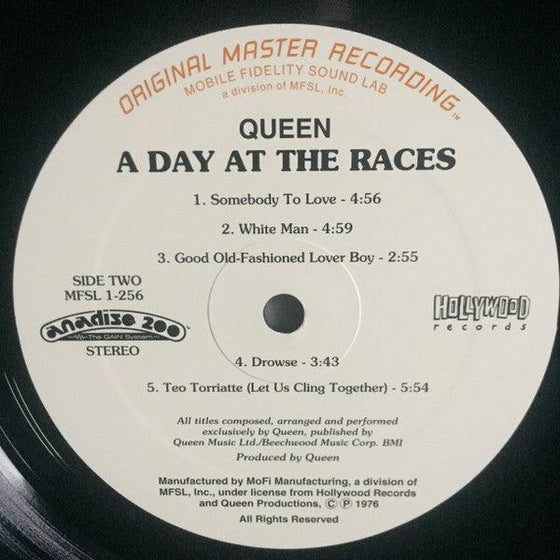 ORIGINAL MASTER RECORDING™
MOBILE FIDELITY SOUND LAB
a division of MFSL, Inc.
QUEEN
A DAY AT THE RACES
1. Somebody To Love - 4:56
2. White Man - 4:59
3. Good Old-Fashioned Lover Boy - 2:55
SIDE TWO
MFSL 1-256
anadisq 200™
W–The GAIN System–
STEREO
HOLLYWOOD
records
4. Drowse - 3:43
5. Teo Torriatte (Let Us Cling Together) - 5:54
All titles composed, arranged and performed
exclusively by Queen, published by
Queen Music Ltd./Beechwood Music Corp. BMI
Produced by Queen
Manufactured by MoFi Manufacturing, a division of
MFSL, Inc., under license from Hollywood Records
and Queen Productions, Ⓒ Ⓟ 1976
All Rights Reserved